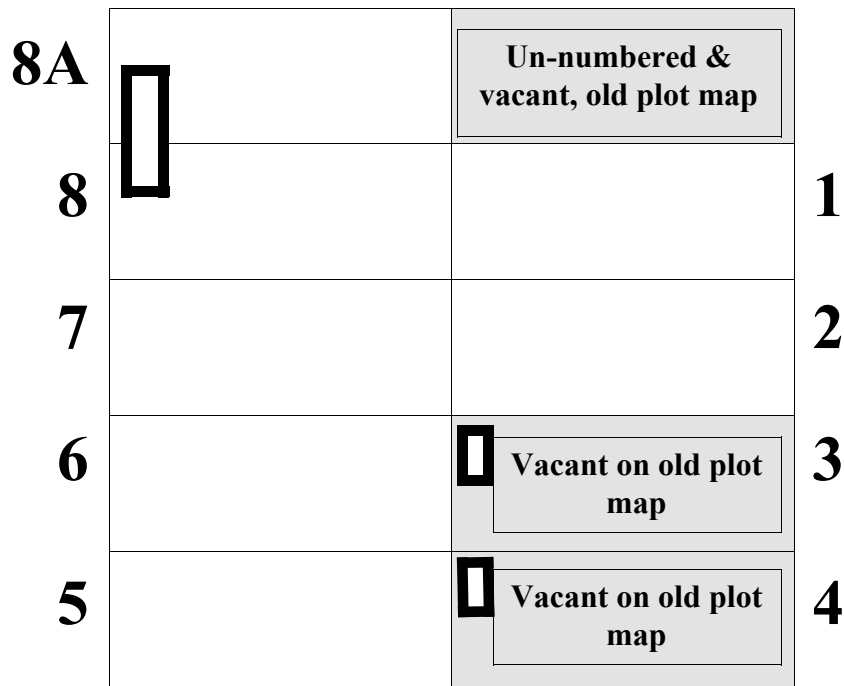 8A
Un-numbered &
vacant, old plot map
8
1
7
2
6
Vacant on old plot
map
3
5
Vacant on old plot
map
4